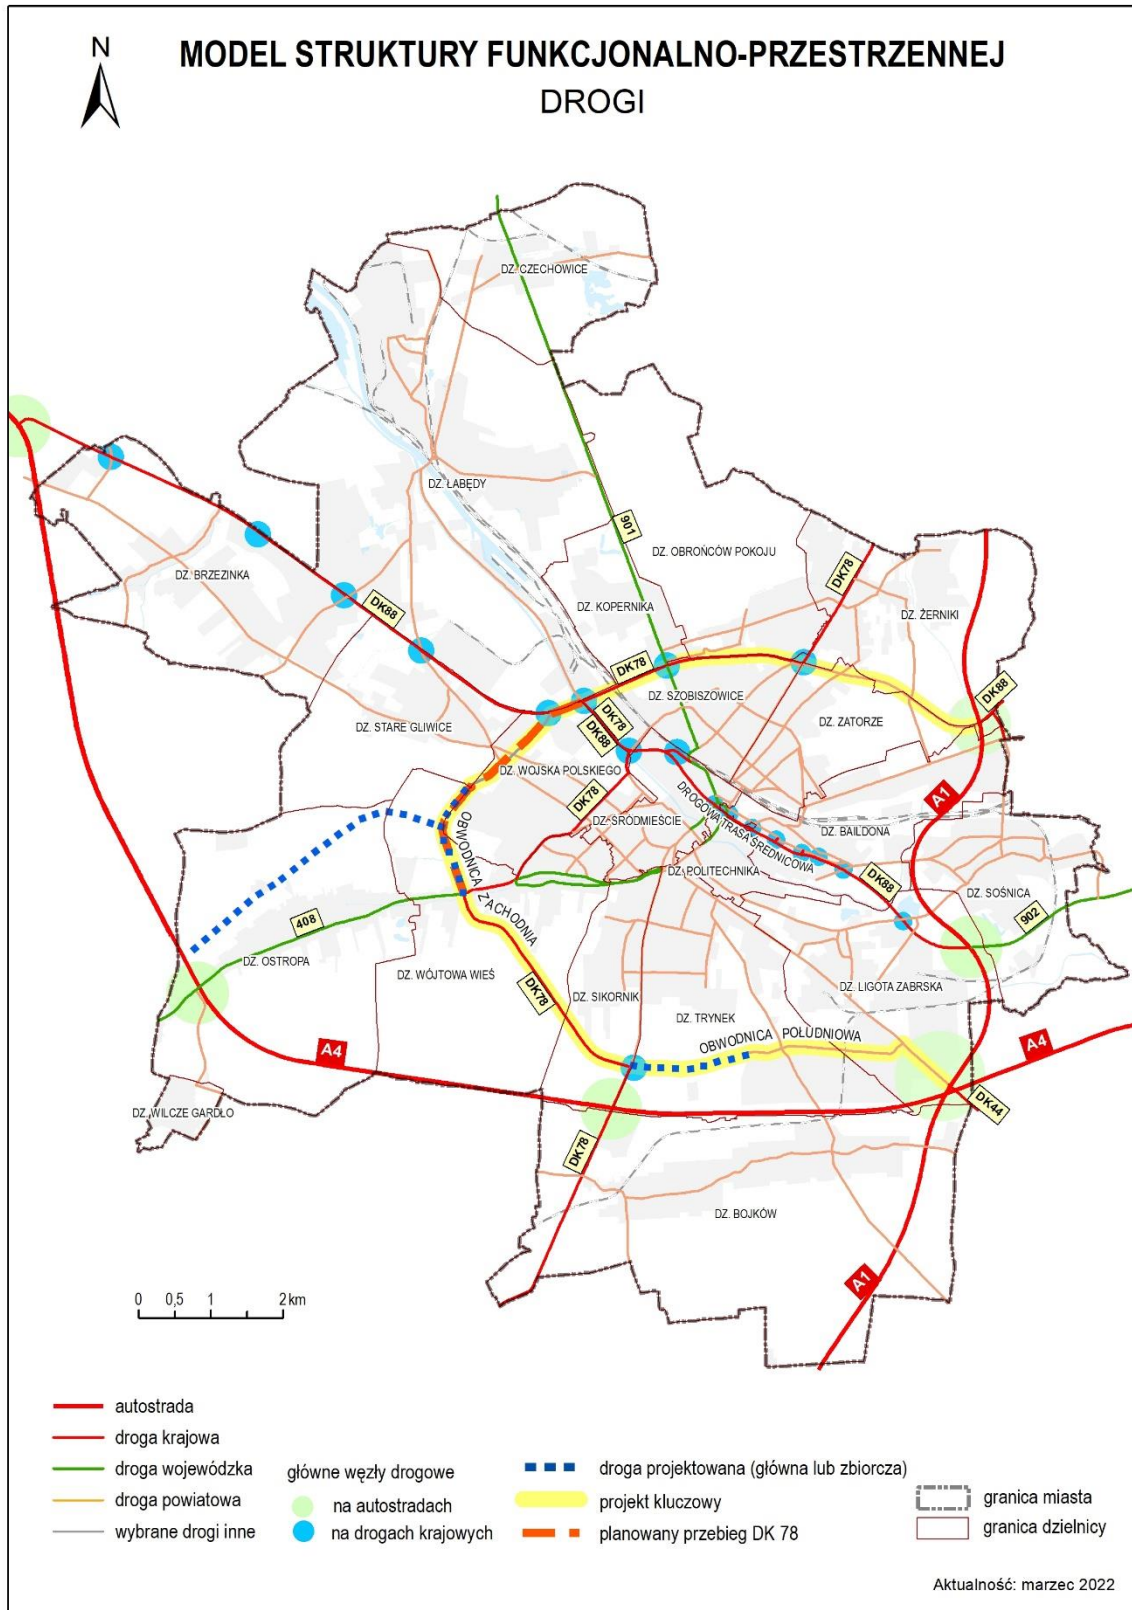 N
MODEL STRUKTURY FUNKCJONALNO-PRZESTRZENNEJ
DROGI
DZ. CZECHOWICE
DZ. ŁABĘDY
901
DZ. OBROŃCÓW POKOJU
DK78
DZ. BRZEZINKA
DK88
DZ. KOPERNIKA
DZ. ŻERNIKI
DK78
DZ. SZOBISZOWICE
DK88
DK78
DK88
DZ. STARE GLIWICE
DZ. ZATORZE
DZ. WOJSKA POLSKIEGO
DK78
DROGOWA TRASA ŚREDNICOWA
A1
OBWODNICA ZACHODNIA
DZ. ŚRÓDMIEŚCIE
DZ. BAILDONA
DZ. POLITECHNIKA
DK88
DZ. SOŚNICA
408
902
DZ. OSTROPA
DZ. WÓJTOWA WIEŚ
DK78
DZ. SIKORNIK
DZ. LIGOTA ZABRSKA
DZ. TRYNEK
OBWODNICA POŁUDNIOWA
A4
A4
DZ. WILCZE GARDŁO
DK44
DK78
DZ. BOJKÓW
A1
0 0,5 1 2 km
autostrada
droga krajowa
droga wojewódzka
droga powiatowa
wybrane drogi inne
główne węzły drogowe
na autostradach
na drogach krajowych
droga projektowana (główna lub zbiorcza)
projekt kluczowy
planowany przebieg DK 78
granica miasta
granica dzielnicy
Aktualność: marzec 2022